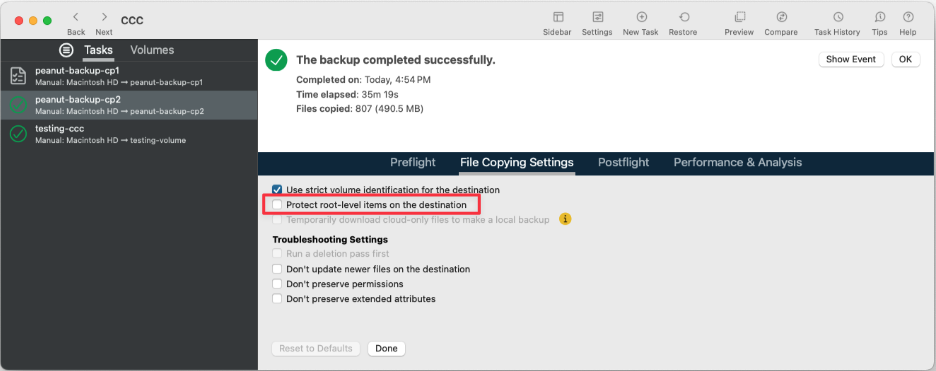 CCC
Back
Next
Sidebar
Settings
New Task
Restore
Preview
Compare
Task History
Tips
Help
Tasks
Volumes
peanut-backup-cp1
Manual: Macintosh HD → peanut-backup-cp1
peanut-backup-cp2
Manual: Macintosh HD → peanut-backup-cp2
testing-ccc
Manual: Macintosh HD → testing-volume
The backup completed successfully.
Show Event
OK
Completed on: Today, 4:54 PM
Time elapsed: 35m 19s
Files copied: 807 (490.5 MB)
Preflight
File Copying Settings
Postflight
Performance & Analysis
Use strict volume identification for the destination
Protect root-level items on the destination
Temporarily download cloud-only files to make a local backup
Troubleshooting Settings
Run a deletion pass first
Don't update newer files on the destination
Don't preserve permissions
Don't preserve extended attributes
Reset to Defaults
Done